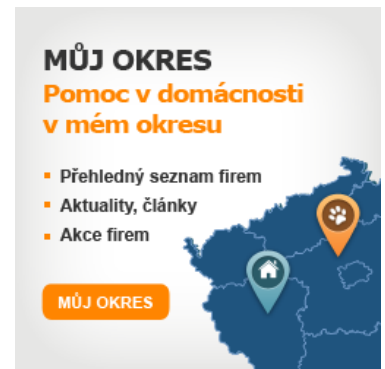 MŮJ OKRES
Pomoc v domácnosti
v mém okresu
Přehledný seznam firem
Aktuality, články
Akce firem
MŮJ OKRES